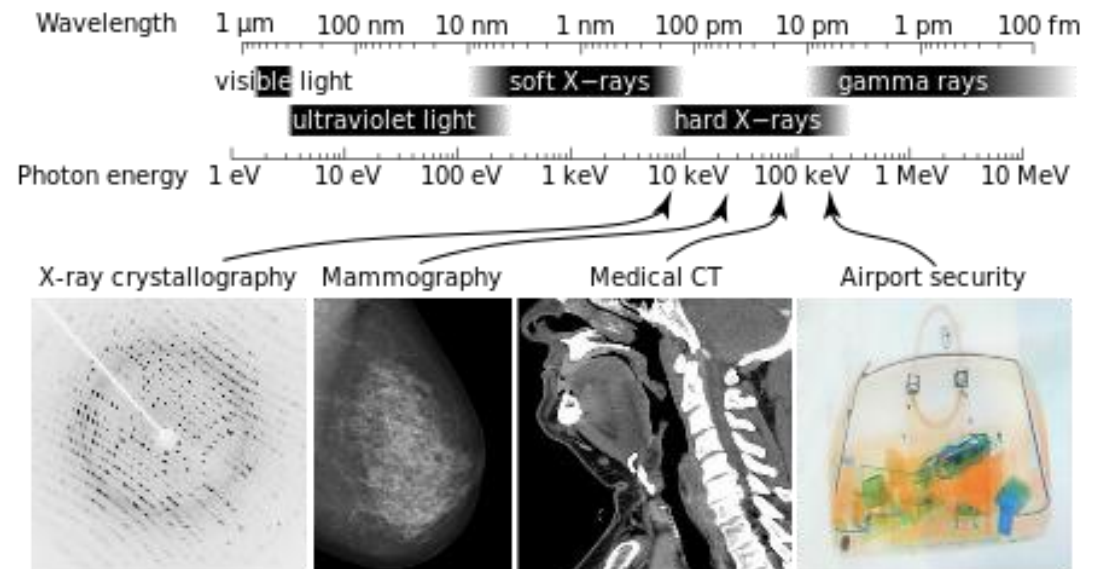 Wavelength 1 µm 100 nm 10 nm 1 nm 100 pm 10 pm 1 pm 100 fm
visible light soft X−rays gamma rays
ultraviolet light hard X−rays
Photon energy 1 eV 10 eV 100 eV 1 keV 10 keV 100 keV 1 MeV 10 MeV
X-ray crystallography Mammography Medical CT Airport security